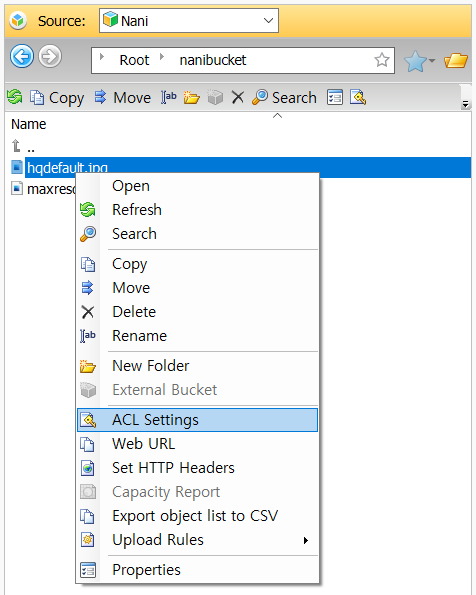 Source: Nani
Root nanibucket
Copy Move Search
Name
..
hqdefault.jpg
Open
Refresh
Search
Copy
Move
Delete
Rename
New Folder
External Bucket
ACL Settings
Web URL
Set HTTP Headers
Capacity Report
Export object list to CSV
Upload Rules
Properties